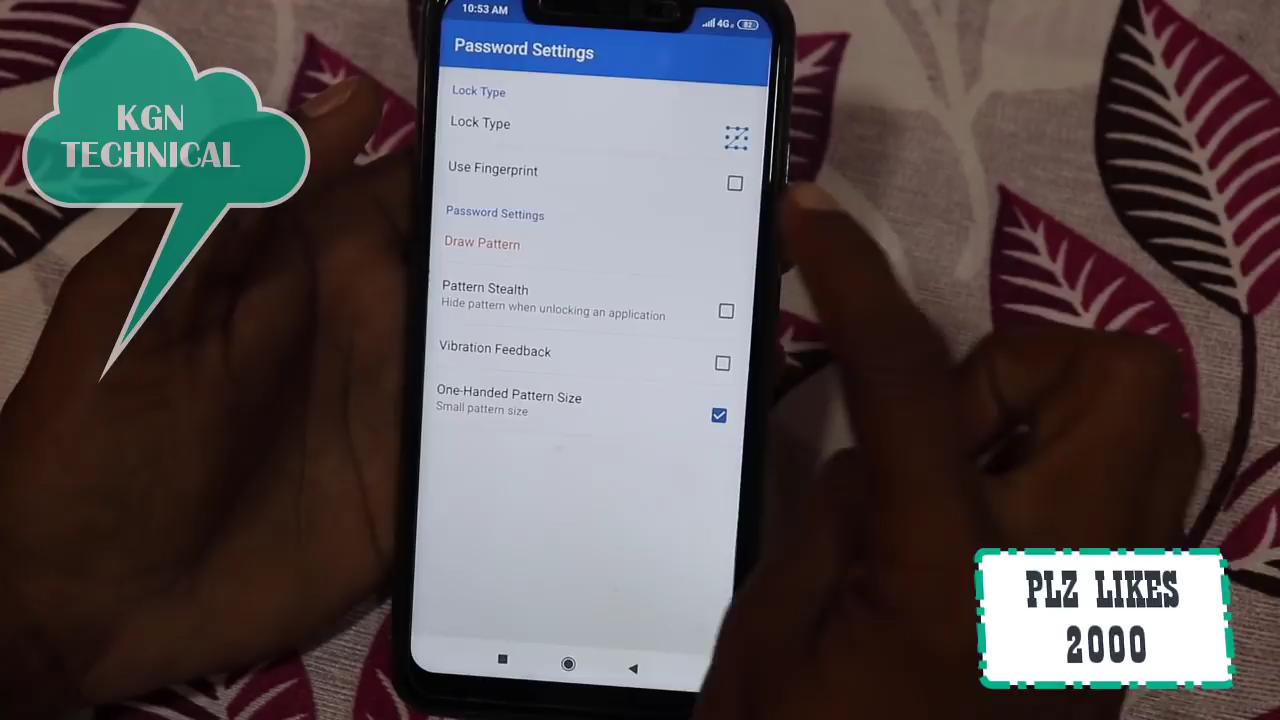 10:53 AM
4G
82
Password Settings
Lock Type
Lock Type
Use Fingerprint
Password Settings
Draw Pattern
Pattern Stealth
Hide pattern when unlocking an application
Vibration Feedback
One-Handed Pattern Size
Small pattern size
KGN
TECHNICAL
PLZ LIKES
2000